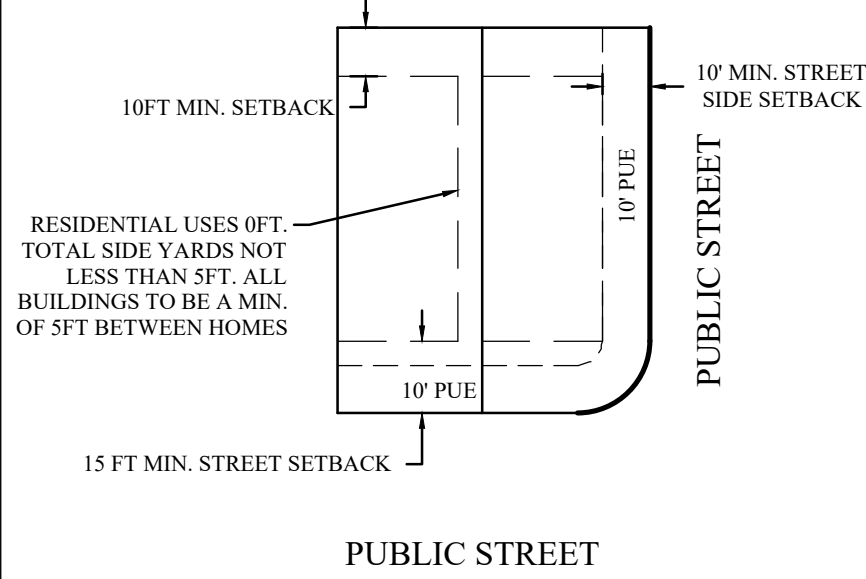 10FT MIN. SETBACK
10' MIN. STREET
SIDE SETBACK
10' PUE
PUBLIC STREET
RESIDENTIAL USES 0FT.
TOTAL SIDE YARDS NOT
LESS THAN 5FT. ALL
BUILDINGS TO BE A MIN.
OF 5FT BETWEEN HOMES
10' PUE
15 FT MIN. STREET SETBACK
PUBLIC STREET